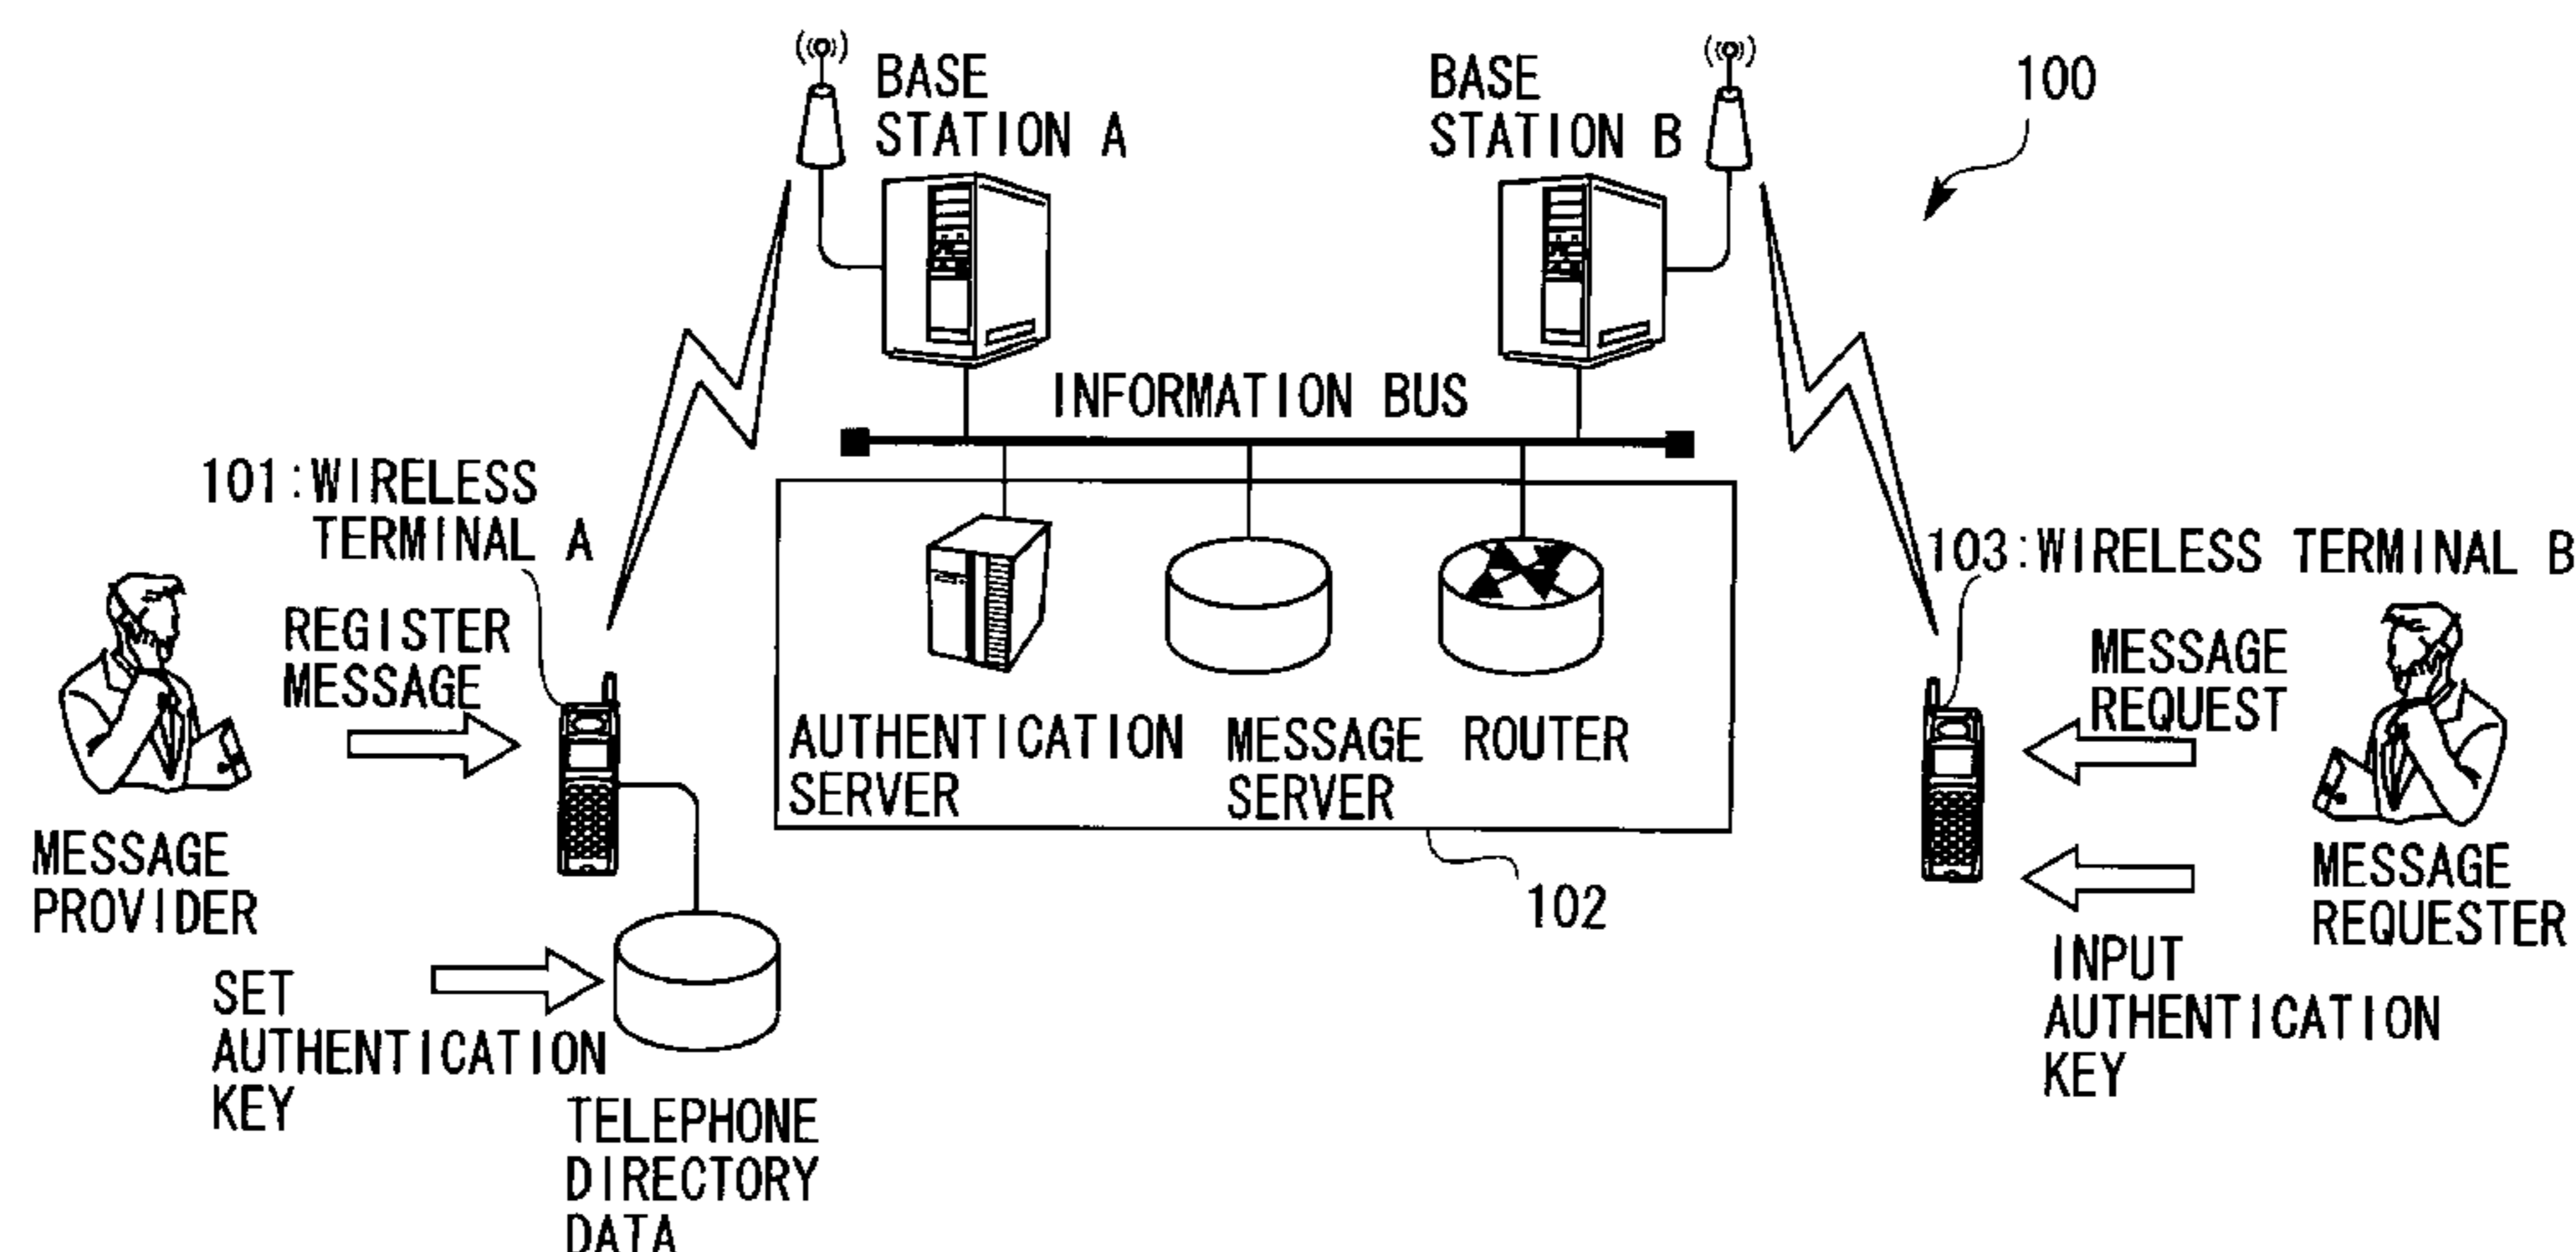 BASE
STATION A
BASE
STATION B
100
INFORMATION BUS
101:WIRELESS
TERMINAL A
103:WIRELESS TERMINAL B
REGISTER
MESSAGE
MESSAGE
REQUEST
AUTHENTICATION
SERVER
MESSAGE
SERVER
ROUTER
MESSAGE
PROVIDER
102
MESSAGE
REQUESTER
SET
AUTHENTICATION
KEY
INPUT
AUTHENTICATION
KEY
TELEPHONE
DIRECTORY
DATA